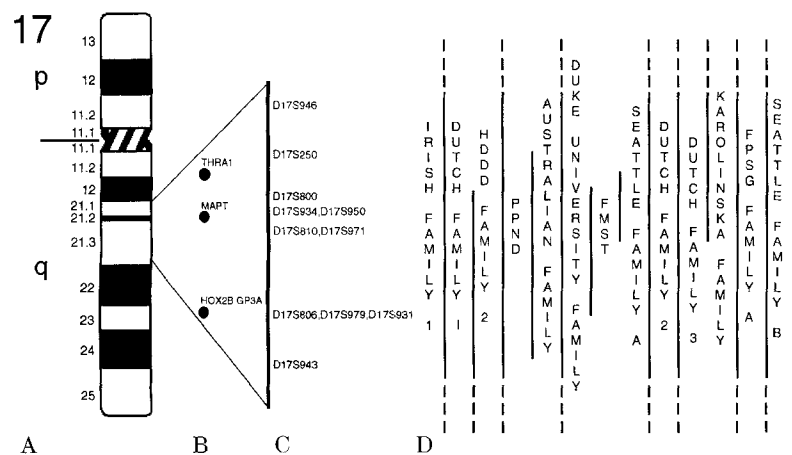 17
p
q
13
12
11.2
11.1
11.1
11.2
12
21.1
21.2
21.3
22
23
24
25
THRA1
MAPT
HOX2B GP3A
D17S946
D17S250
D17S800
D17S934,D17S950
D17S810,D17S971
D17S806,D17S979,D17S931
D17S943
IRISH FAMILY 1
DUTCH FAMILY I
HDDD FAMILY 2
PPND
AUSTRALIAN FAMILY
DUKE UNIVERSITY FAMILY
FMST
SEATTLE FAMILY A
DUTCH FAMILY 2
DUTCH FAMILY 3
KAROLINSKA FAMILY
FPSG FAMILY A
SEATTLE FAMILY B
A B C D